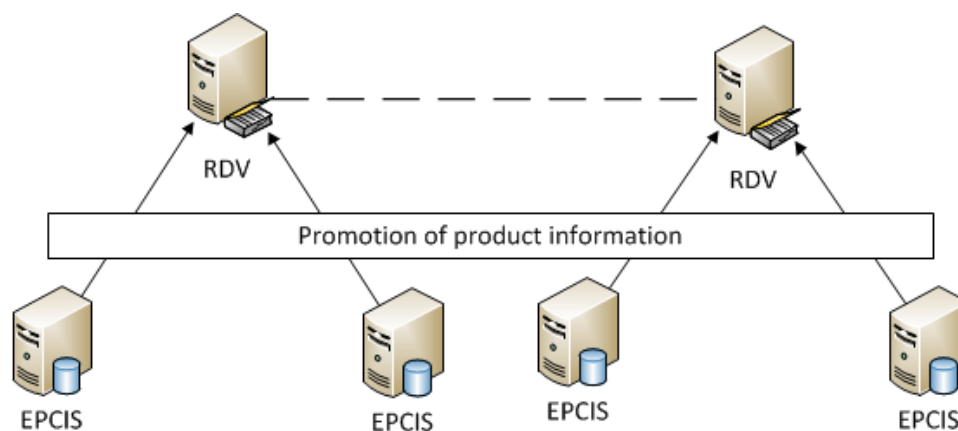 RDV
RDV
Promotion of product information
EPCIS
EPCIS
EPCIS
EPCIS